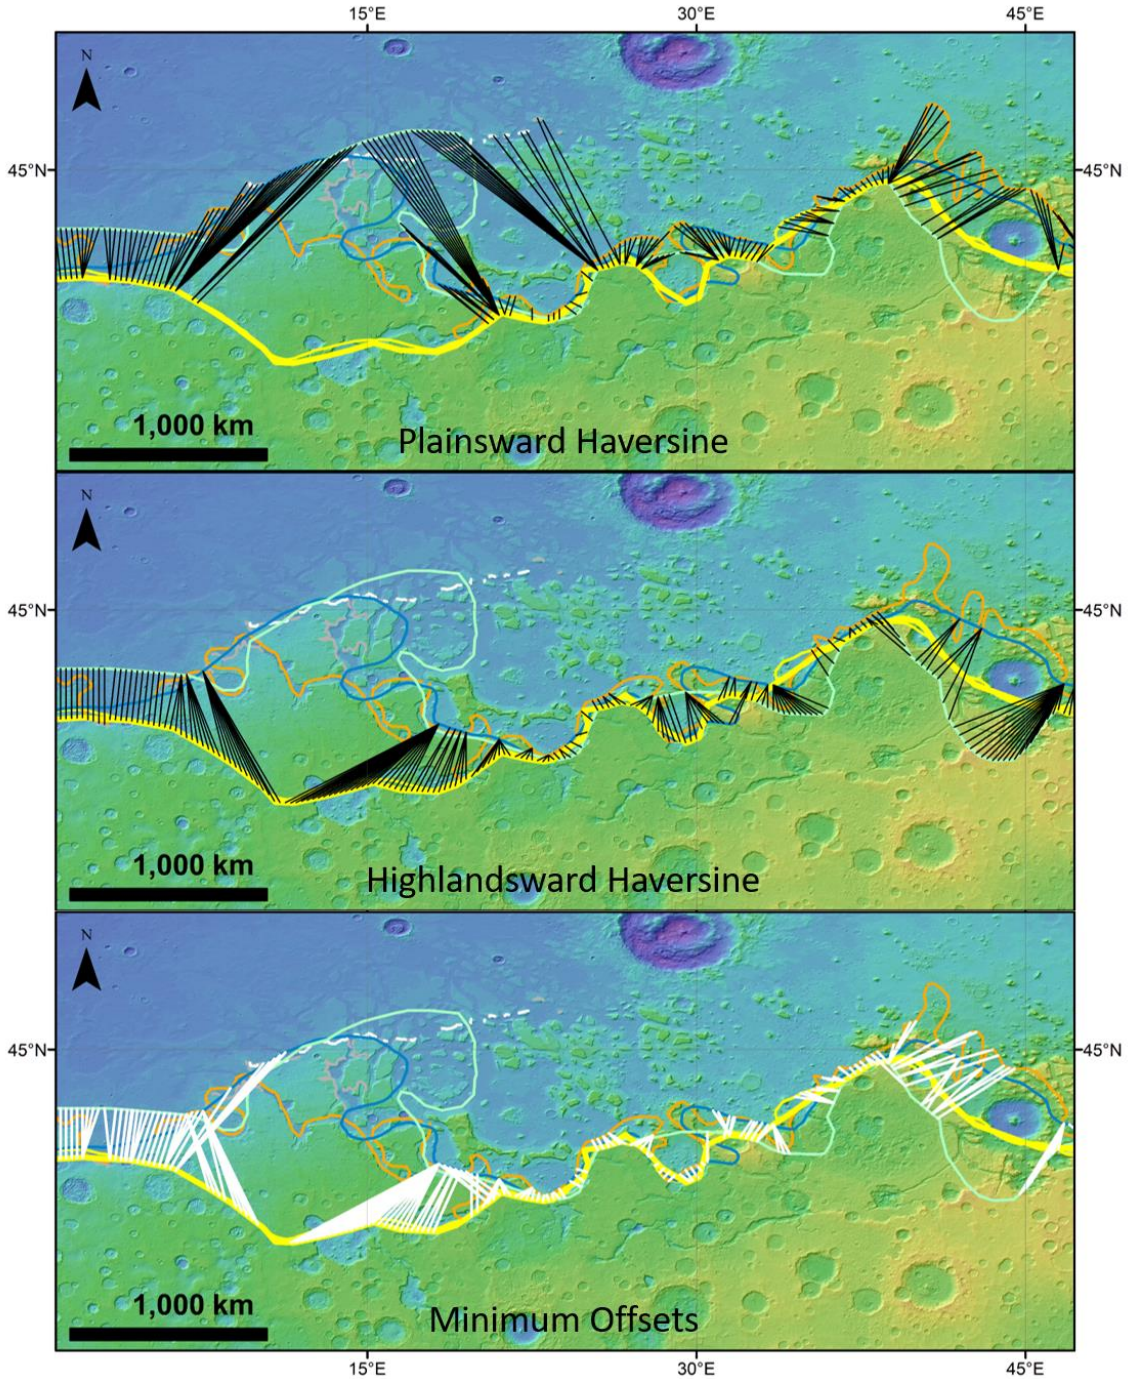 15°E 30°E 45°E
N
45°N 45°N
1,000 km
Plainsward Haversine
N
45°N 45°N
1,000 km
Highlandsward Haversine
N
45°N 45°N
1,000 km
Minimum Offsets
15°E 30°E 45°E